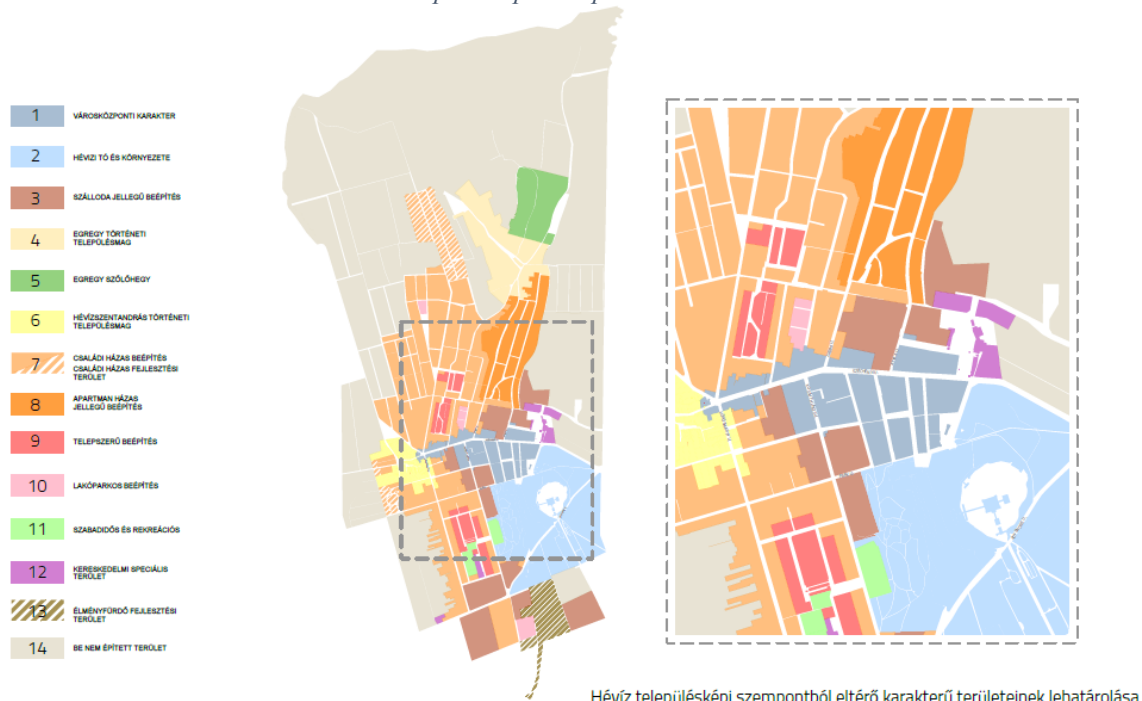 1 VÁROSKÖZPONTI KARAKTER
2 HÉVIZI TÓ ÉS KÖRNYEZETE
3 SZÁLLODA JELLEGŰ BEÉPÍTÉS
4 EGREGY TÖRTÉNETI
TELEPÜLÉSMAG
5 EGREGY SZŐLŐHEGY
6 HÉVÍZSZENTANDRÁS TÖRTÉNETI
TELEPÜLÉSMAG
7 CSALÁDI HÁZAS BEÉPÍTÉS
CSALÁDI HÁZAS FEJLESZTÉSI
TERÜLET
8 APARTMAN HÁZAS
JELLEGŰ BEÉPÍTÉS
9 TELEPSZERŰ BEÉPÍTÉS
10 LAKÓPARKOS BEÉPÍTÉS
11 SZABADIDŐS ÉS REKREÁCIÓS
12 KERESKEDELMI SPECIÁLIS
TERÜLET
13 ÉLMÉNYFÜRDŐ FEJLESZTÉSI
TERÜLET
14 BE NEM ÉPÍTETT TERÜLET
Hévíz településképi szempontból eltérő karakterű területeinek lehatárolása